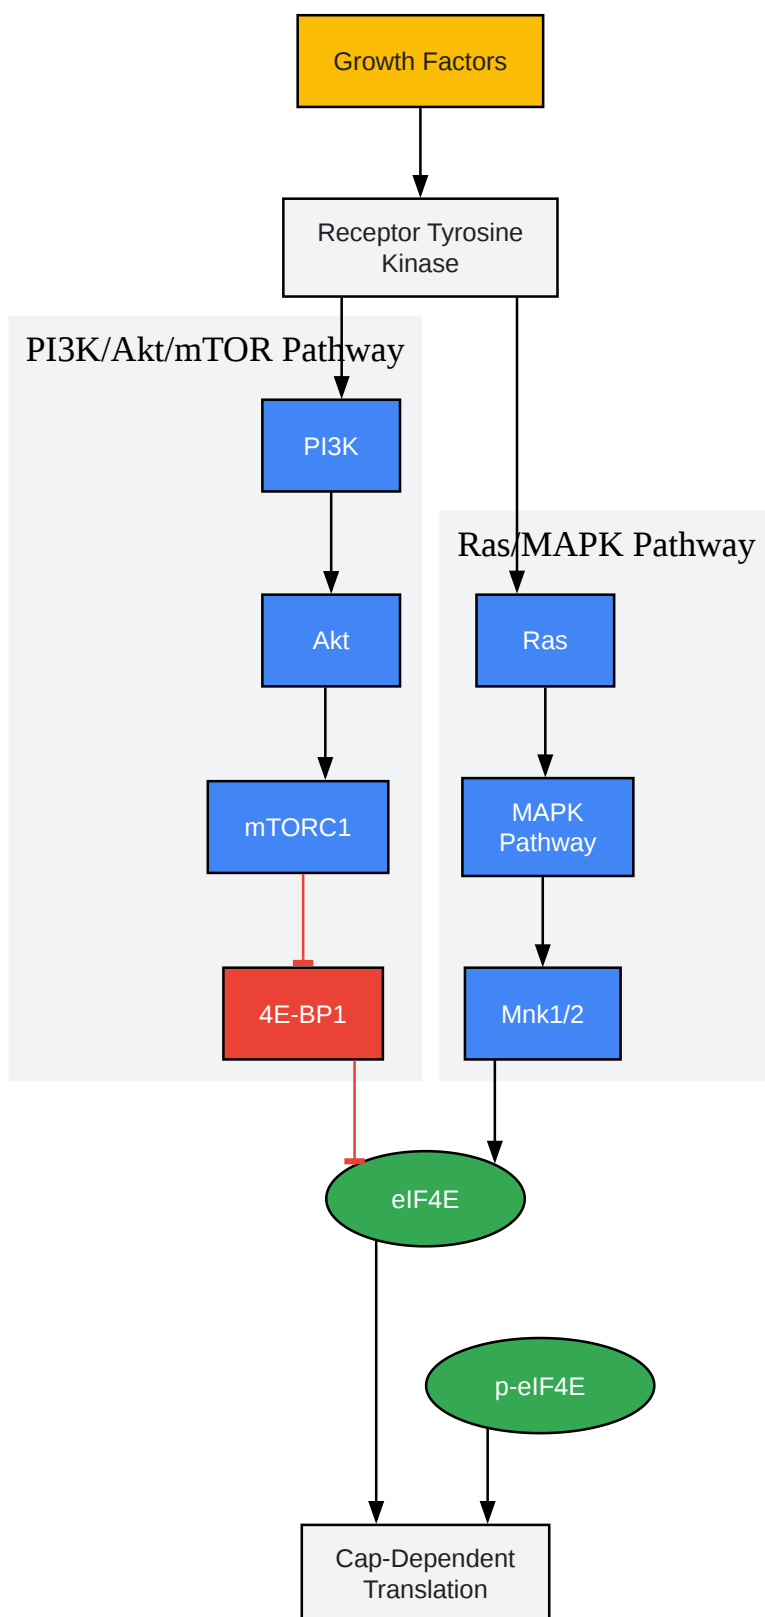 Growth Factors
Receptor Tyrosine
Kinase
PI3K/Akt/mTOR Pathway
PI3K
Ras/MAPK Pathway
Akt
Ras
mTORC1
MAPK
Pathway
4E-BP1
Mnk1/2
eIF4E
p-eIF4E
Cap-Dependent
Translation